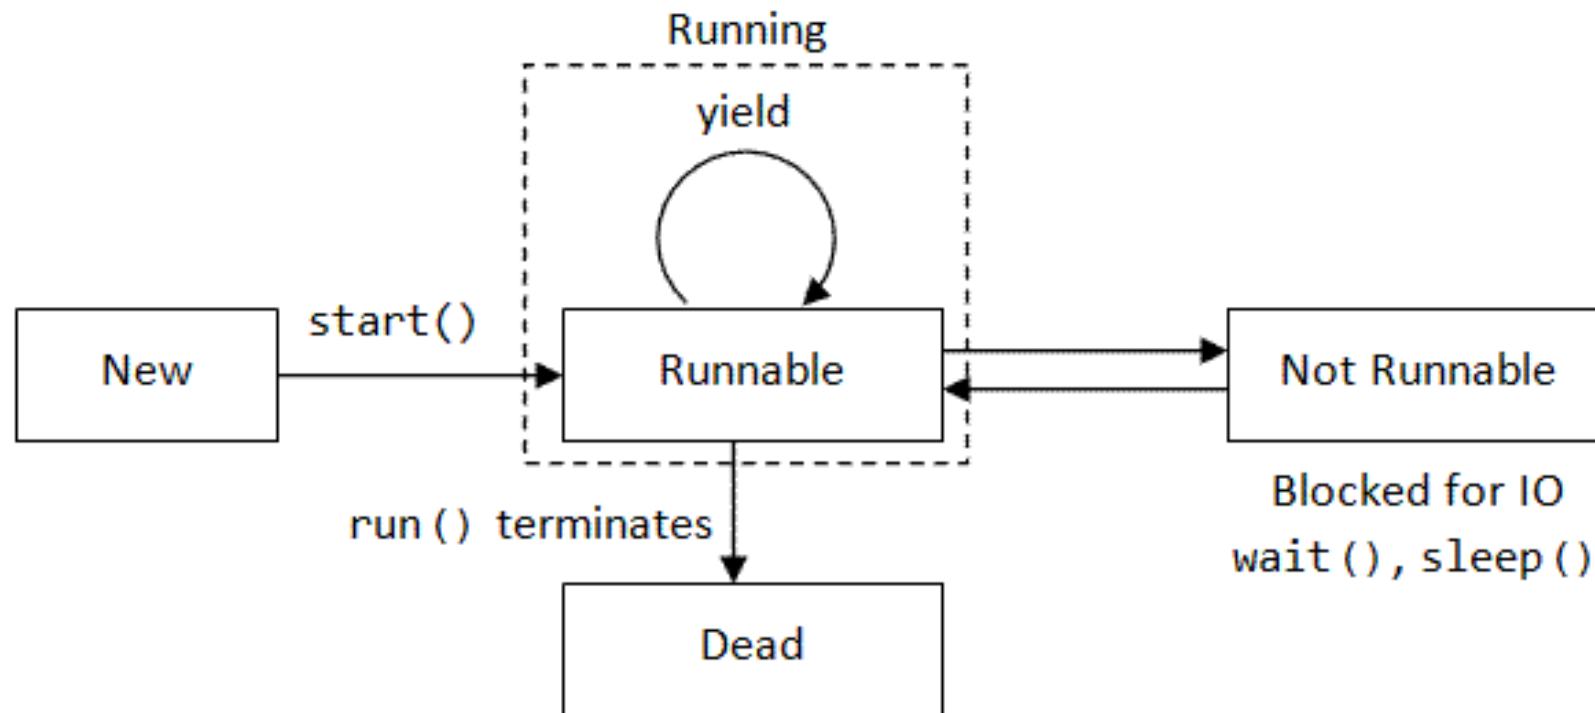 Running
yield
start()
New
Runnable
Not Runnable
Blocked for IO
wait(), sleep()
run() terminates
Dead